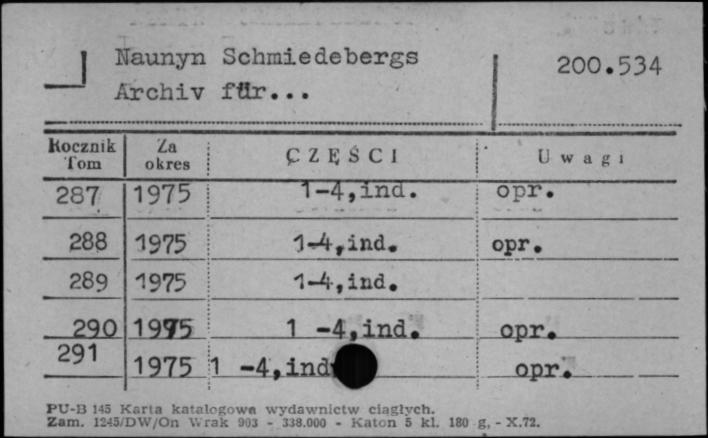 Naunyn Schmiedebergs 200.534
Archiv für...
Rocznik Tom Za okres CZĘŚCI Uwagi
287 1975 1-4,ind. opr.
288 1975 1-4,ind. opr.
289 1975 1-4,ind.
290 1975 1 -4,ind. opr.
291 1975 1 -4,ind opr.
PU-B 145 Karta katalogowa wydawnictw ciągłych.
Zam. 1245/DW/On Wrak 903 - 338.000 - Katon 5 kl. 180 g, - X.72.